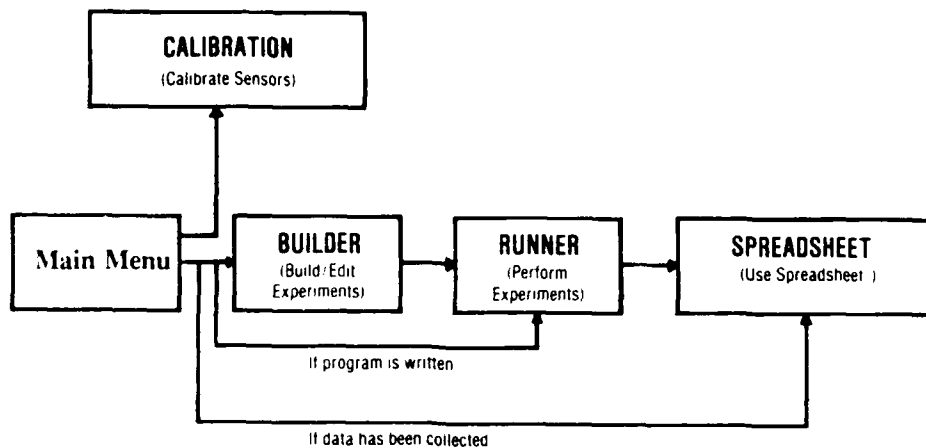 CALIBRATION
(Calibrate Sensors)
Main Menu
BUILDER
(Build/Edit
Experiments)
RUNNER
(Perform
Experiments)
SPREADSHEET
(Use Spreadsheet )
If program is written
If data has been collected